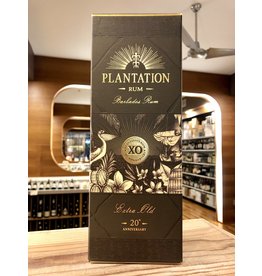 PLANTATION
RUM
Barbados Rum
XO
Extra Old
20th
ANNIVERSARY